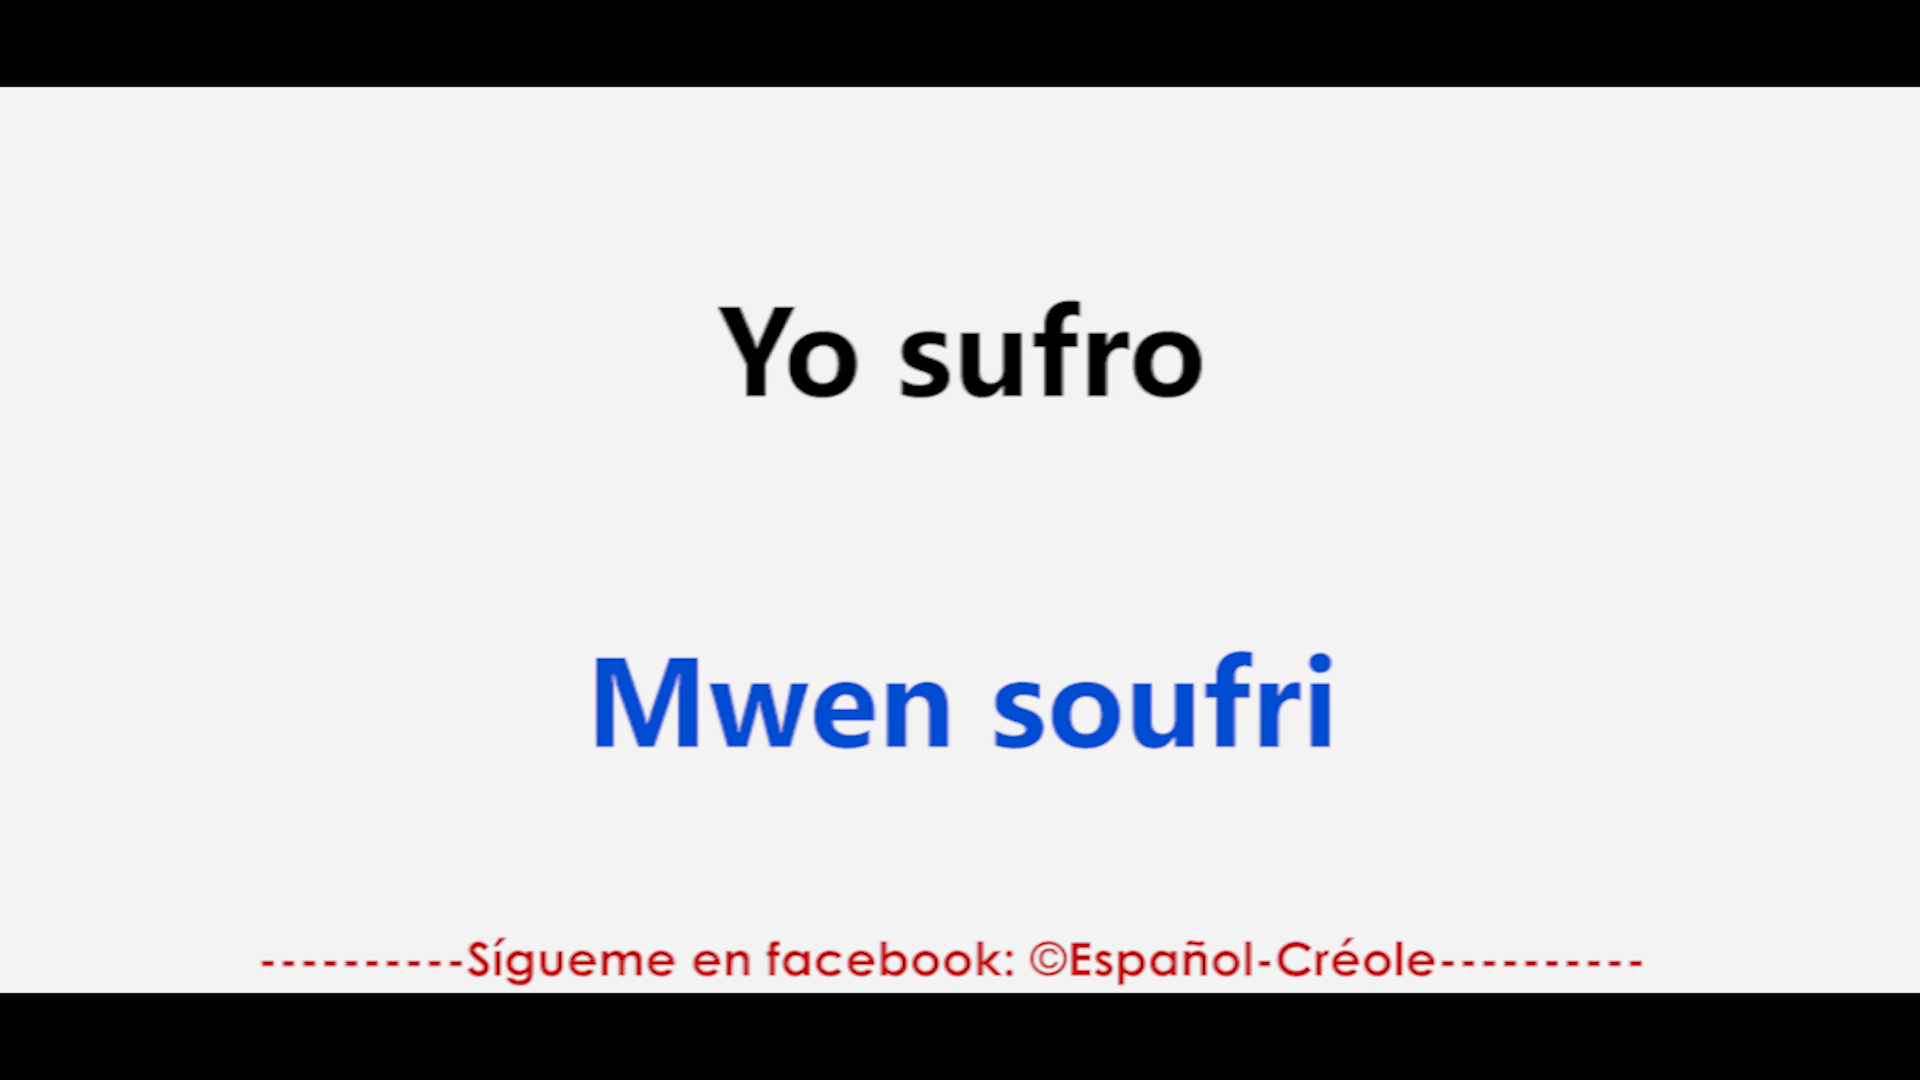 Yo sufro
Mwen soufri
----------Sígueme en facebook: ©Español-Créole----------